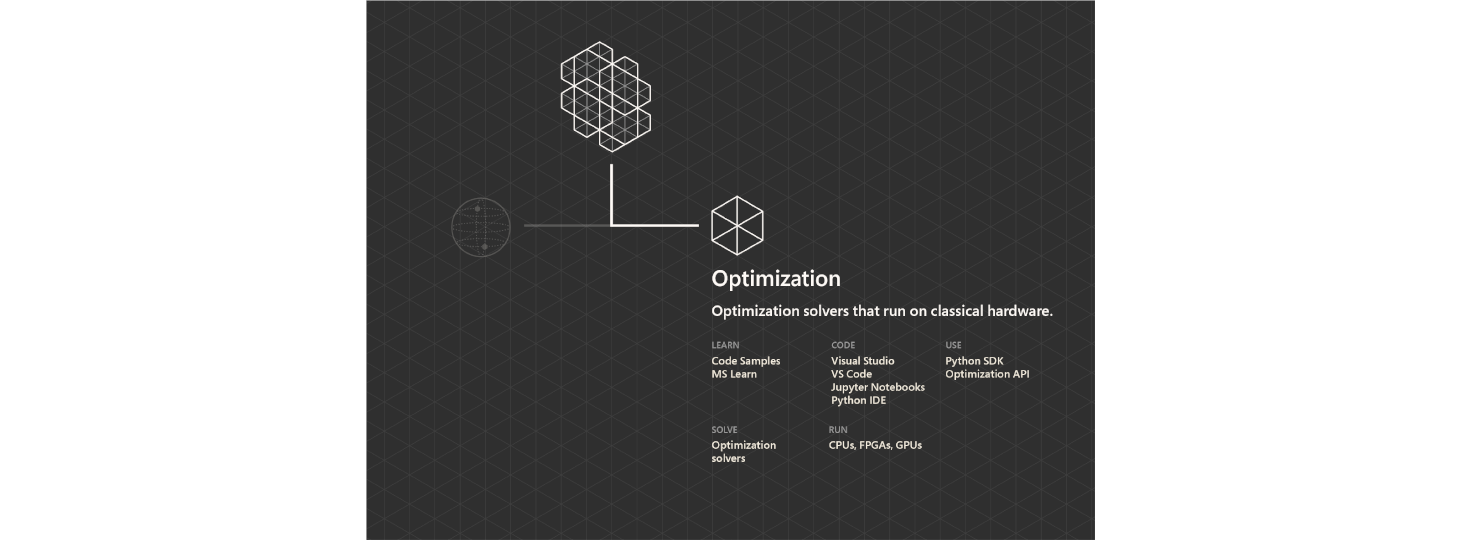 Optimization
Optimization solvers that run on classical hardware.
LEARN
Code Samples
MS Learn
CODE
Visual Studio
VS Code
Jupyter Notebooks
Python IDE
USE
Python SDK
Optimization API
SOLVE
Optimization
solvers
RUN
CPUs, FPGAs, GPUs